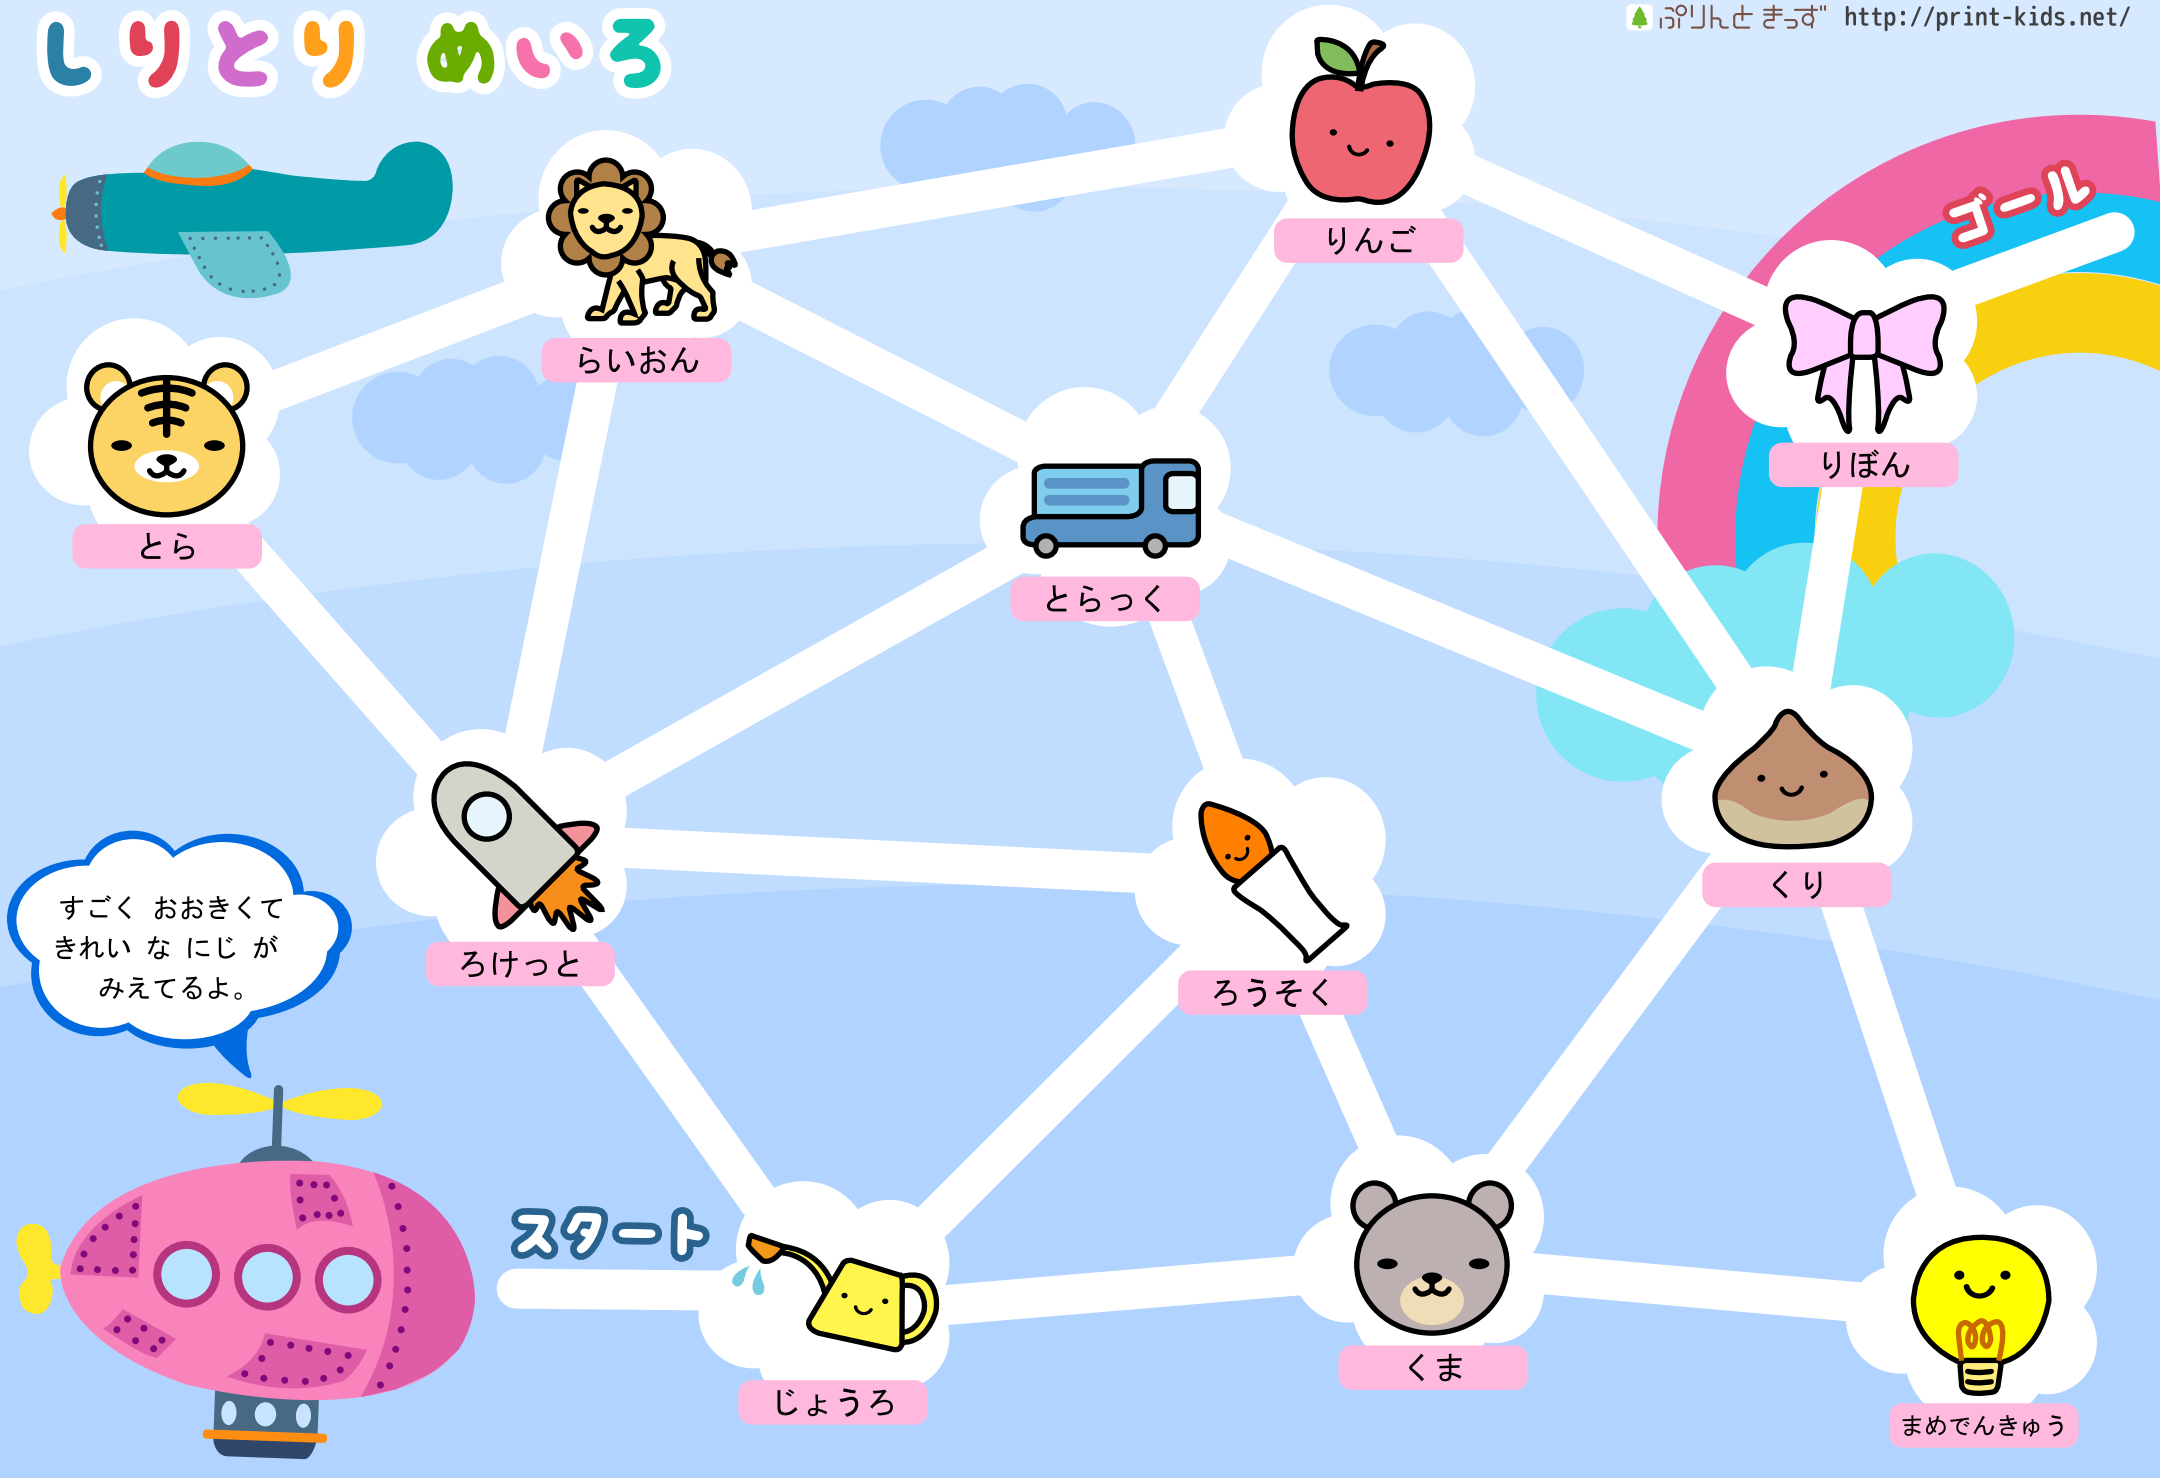 しりとり めいろ
ぷりんと きっず http://print-kids.net/
ゴール
りんご
らいおん
りぼん
とら
とらっく
くり
すごく おおきくて
きれい な にじ が
みえてるよ。
ろけっと
ろうそく
スタート
くま
じょうろ
まめでんきゅう